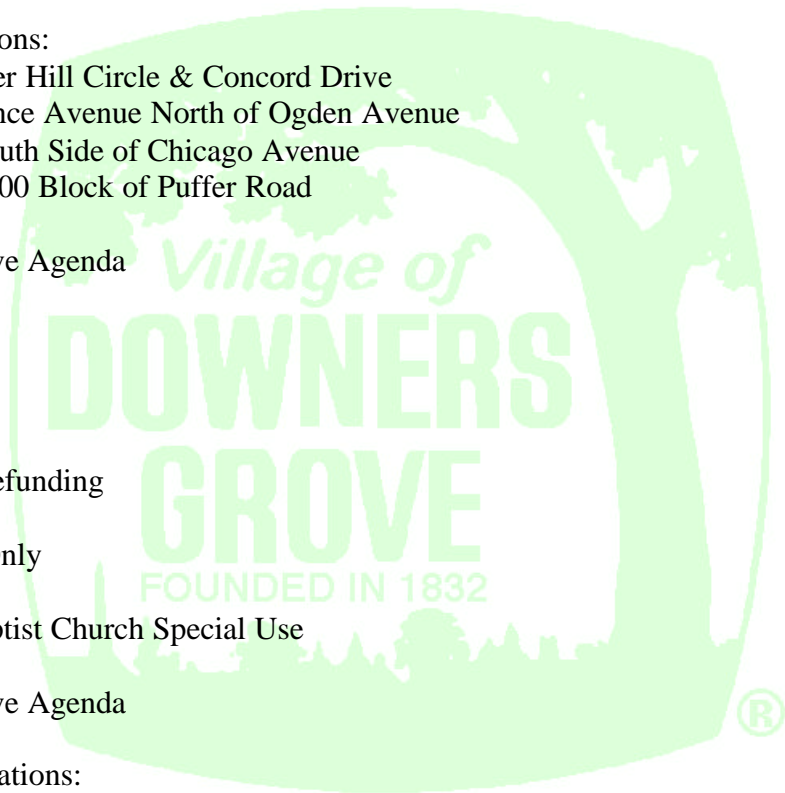 ons:
er Hill Circle & Concord Drive
nce Avenue North of Ogden Avenue
uth Side of Chicago Avenue
00 Block of Puffer Road
ve Agenda
Village of
DOWNERS
efunding
GROVE
nly
FOUNDED IN 1832
otist Church Special Use
ve Agenda
®
ations: